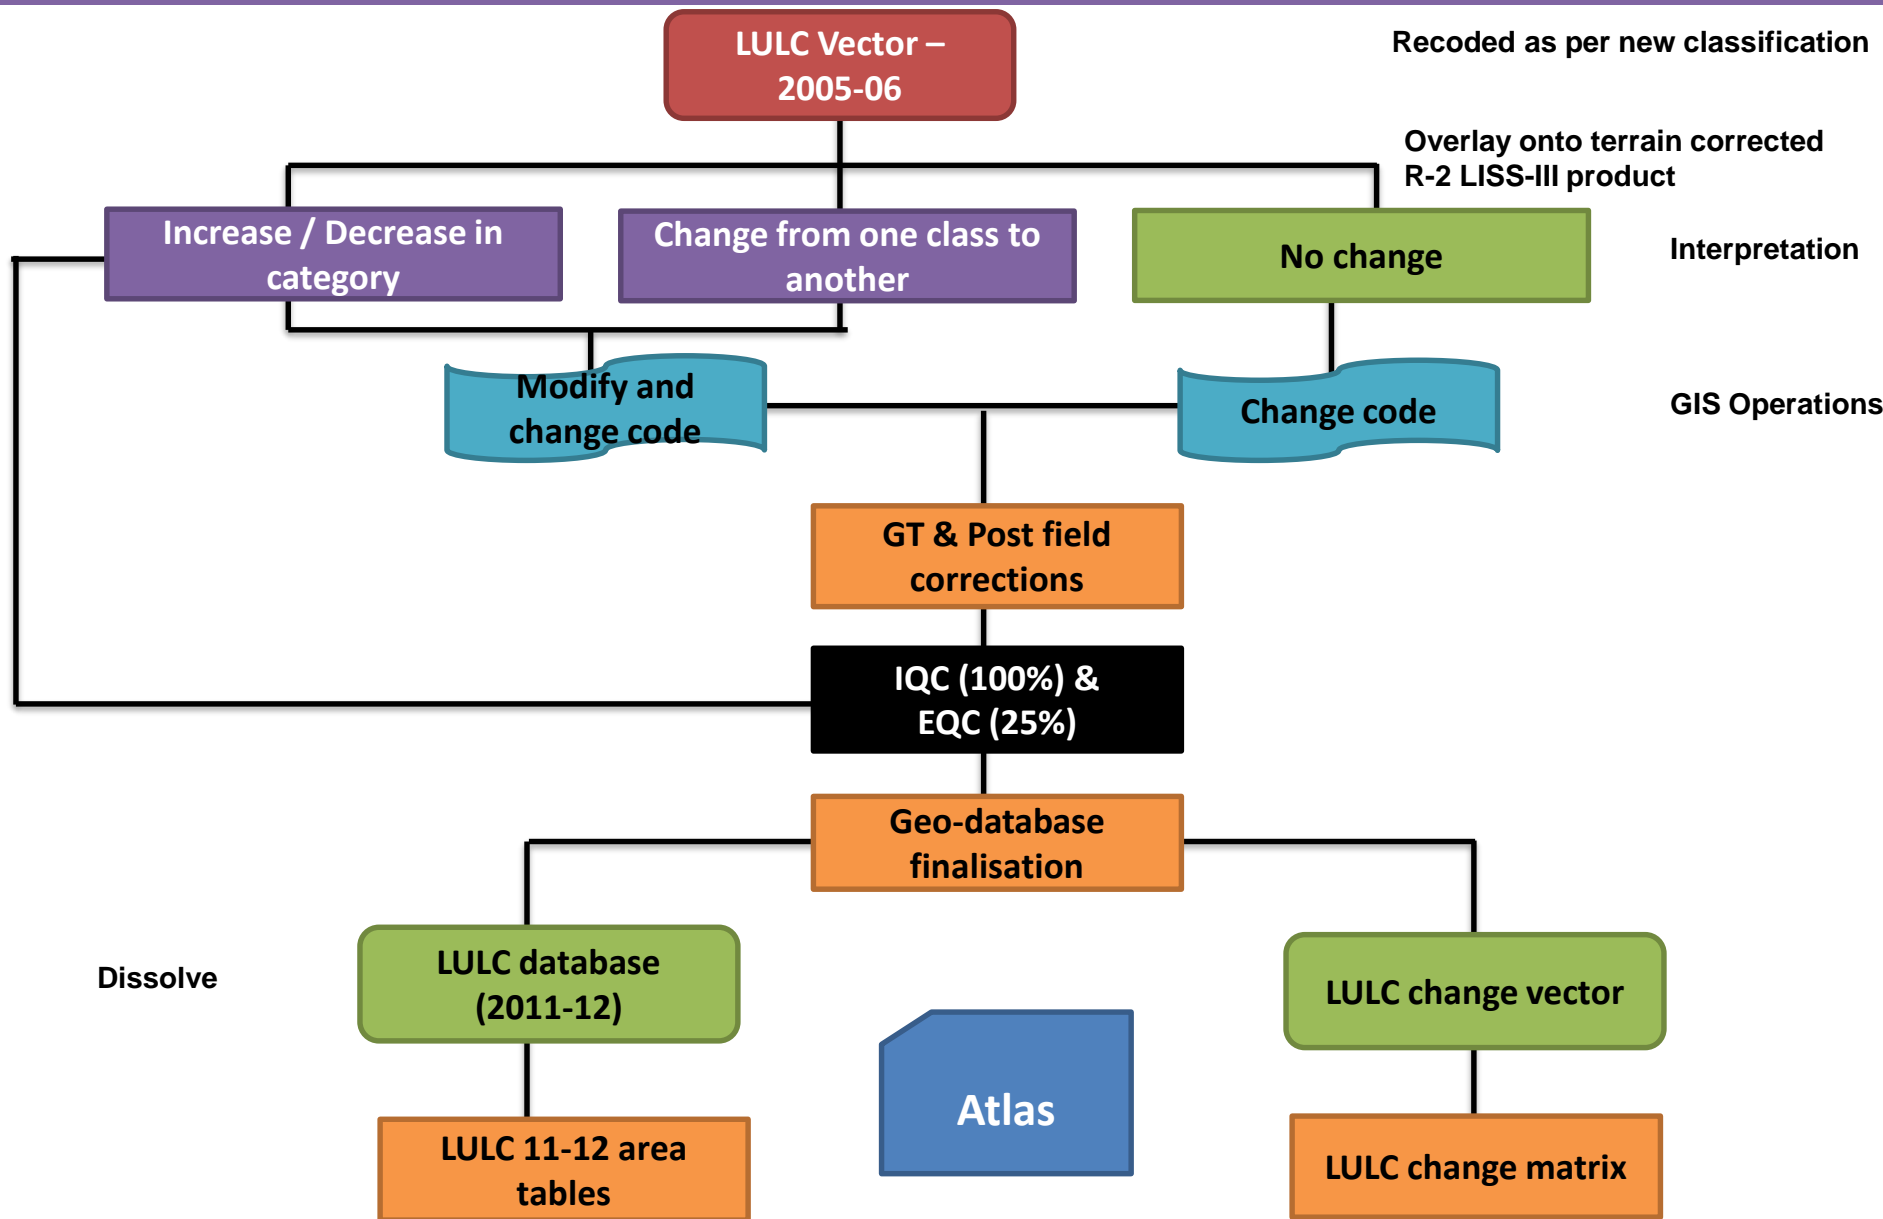 LULC Vector –
2005-06
Recoded as per new classification
Overlay onto terrain corrected
R-2 LISS-III product
Increase / Decrease in
category
Change from one class to
another
No change
Interpretation
Modify and
change code
Change code
GIS Operations
GT & Post field
corrections
IQC (100%) &
EQC (25%)
Geo-database
finalisation
Dissolve
LULC database
(2011-12)
LULC change vector
Atlas
LULC 11-12 area
tables
LULC change matrix